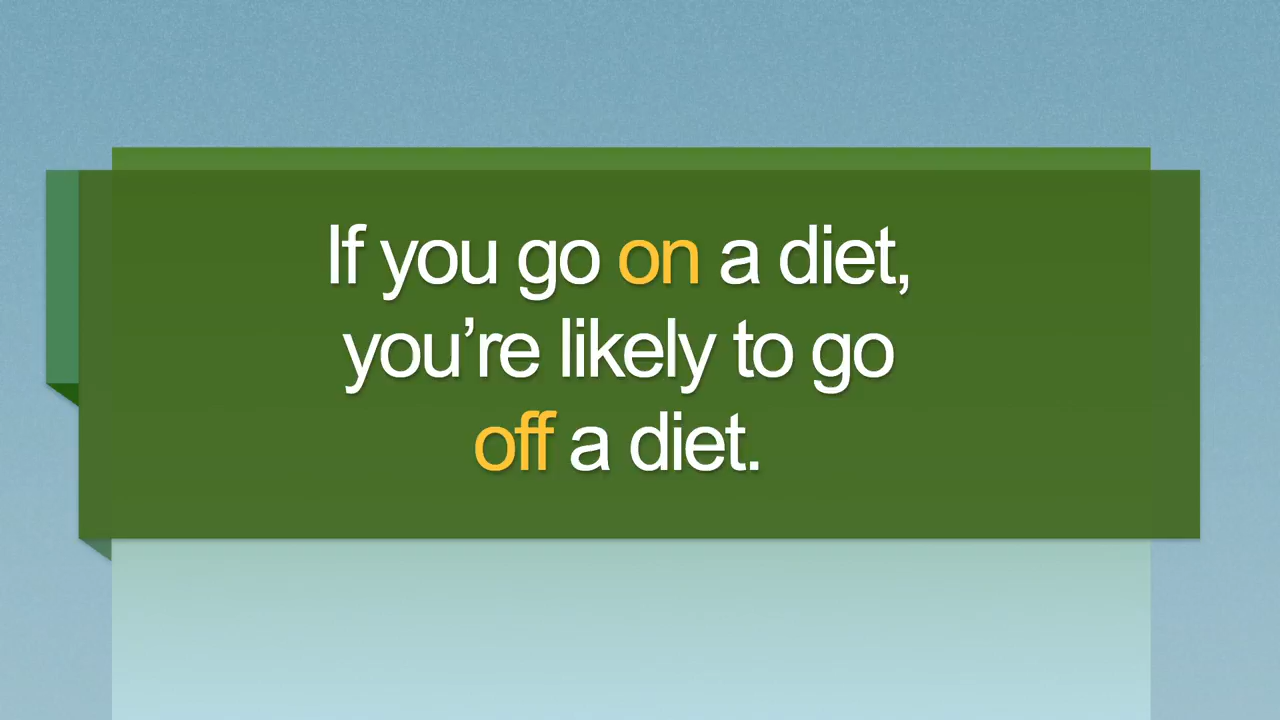 If you go on a diet,
you’re likely to go
off a diet.